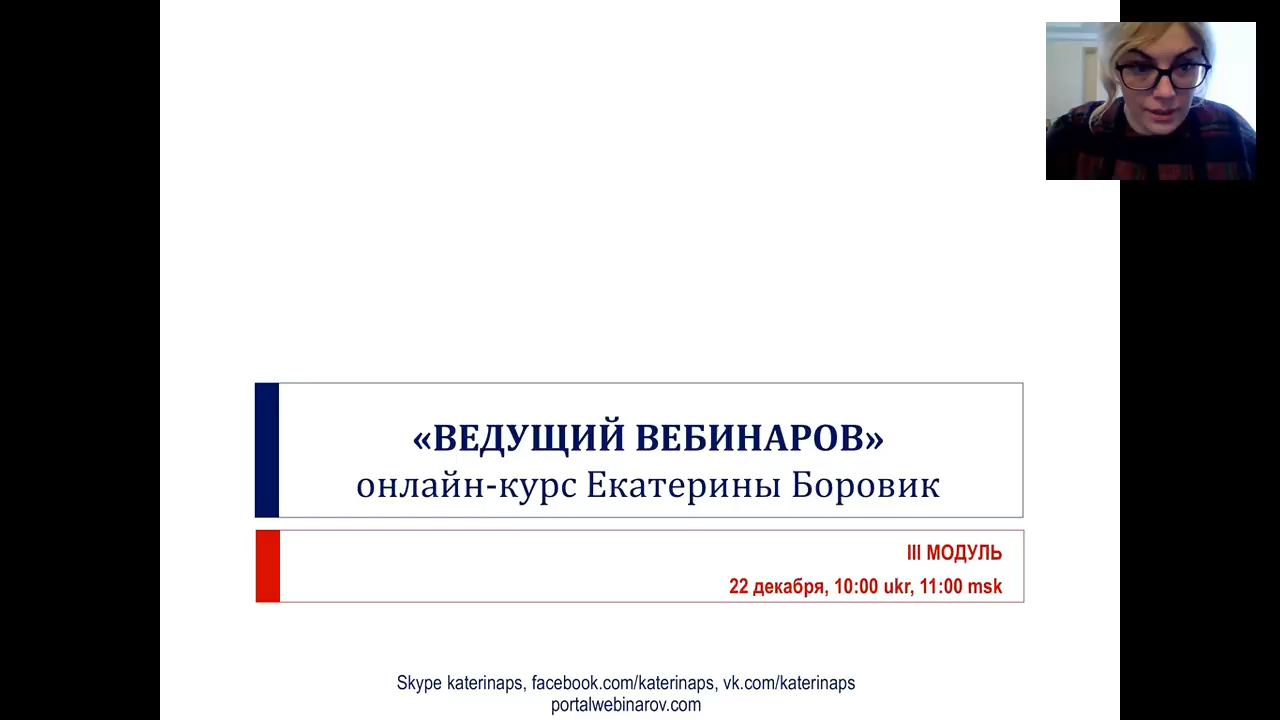 «ВЕДУЩИЙ ВЕБИНАРОВ»
онлайн-курс Екатерины Боровик
III МОДУЛЬ
22 декабря, 10:00 ukr, 11:00 msk
Skype katerinaps, facebook.com/katerinaps, vk.com/katerinaps
portalwebinarov.com